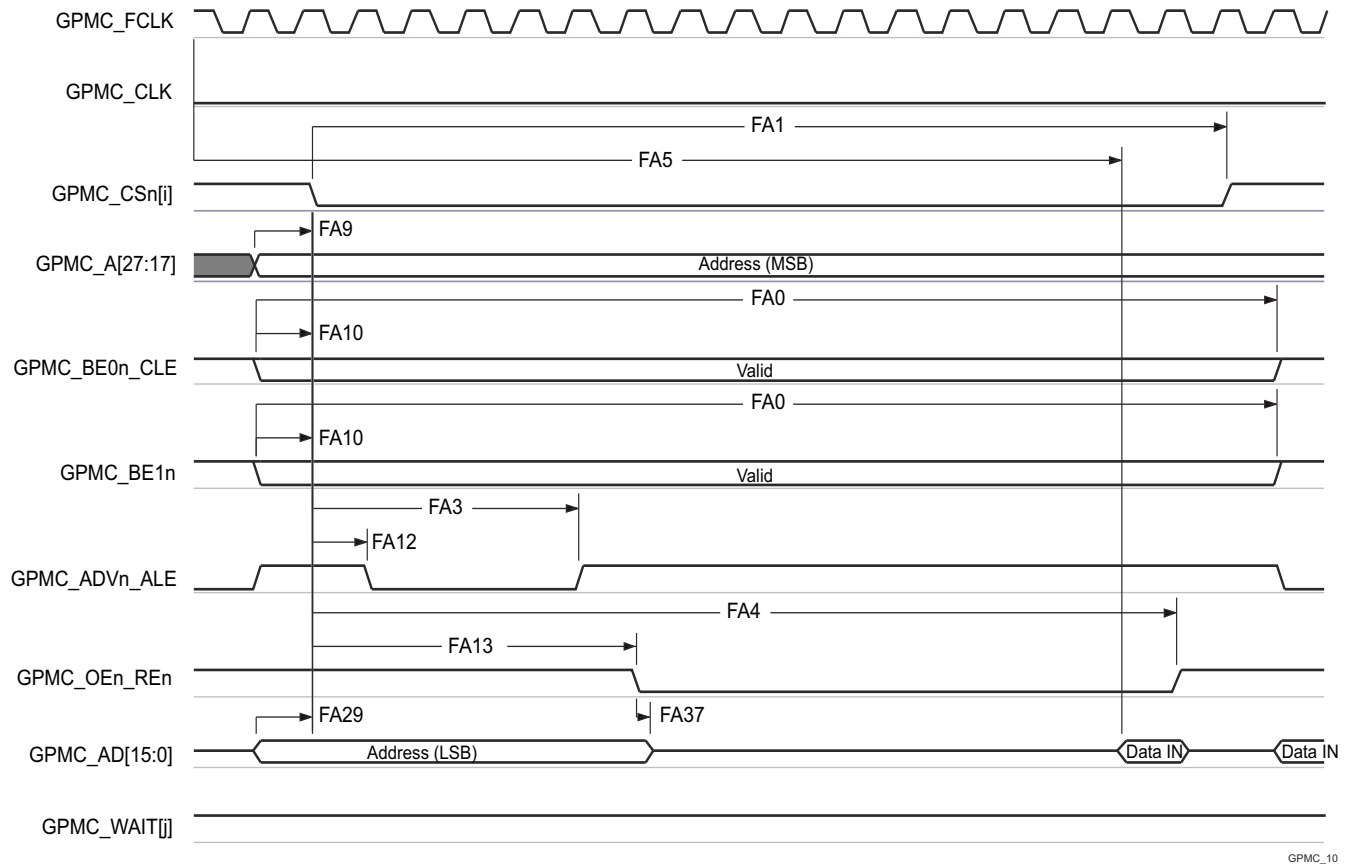 GPMC_FCLK
GPMC_CLK
FA1
FA5
GPMC_CSn[i]
FA9
GPMC_A[27:17]
Address (MSB)
FA0
FA10
GPMC_BE0n_CLE
Valid
FA0
FA10
GPMC_BE1n
Valid
FA3
FA12
GPMC_ADVn_ALE
FA4
FA13
GPMC_OEn_REn
FA29
FA37
GPMC_AD[15:0]
Address (LSB)
Data IN
Data IN
GPMC_WAIT[j]
GPMC_10